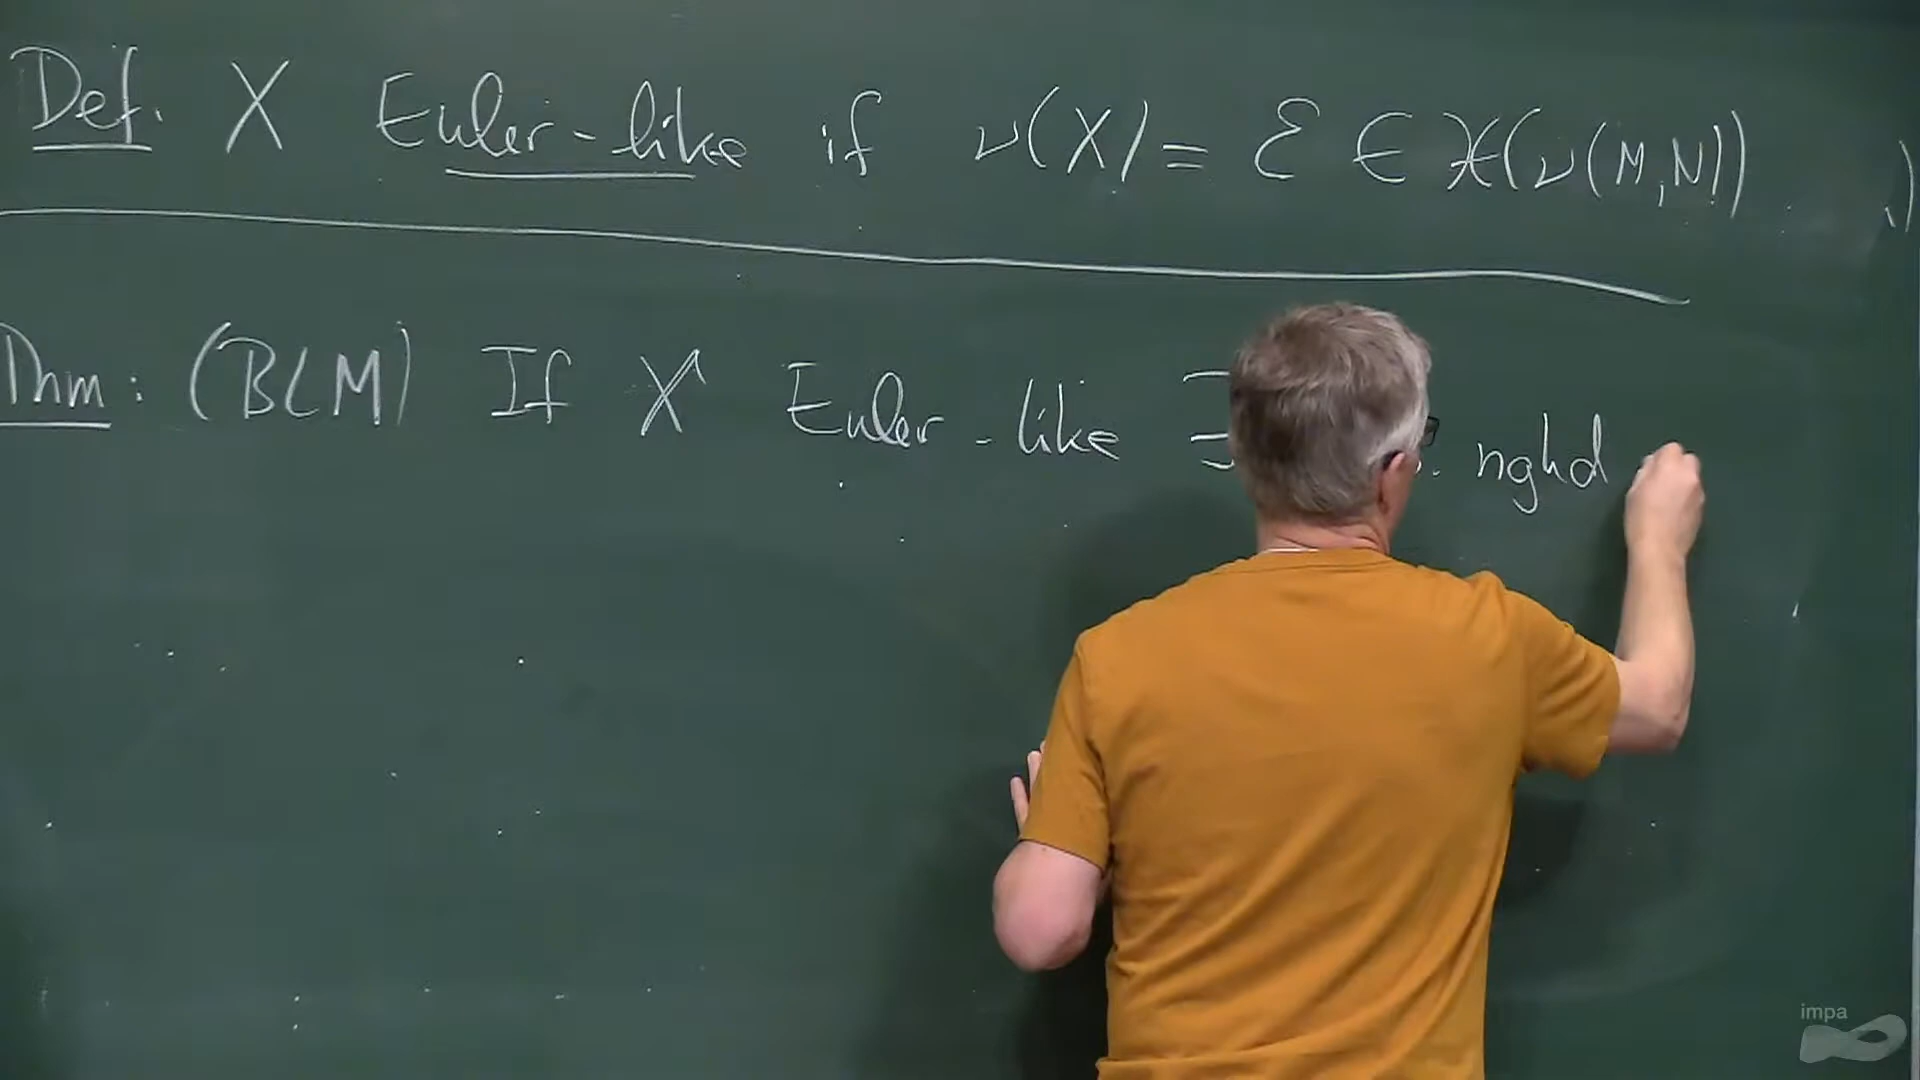 Def. X Euler-like if ν(X) = ℰ ∈ 𝔛(ν(M,N))
Thm: (BLM) If X Euler-like ∃ nghd
impa